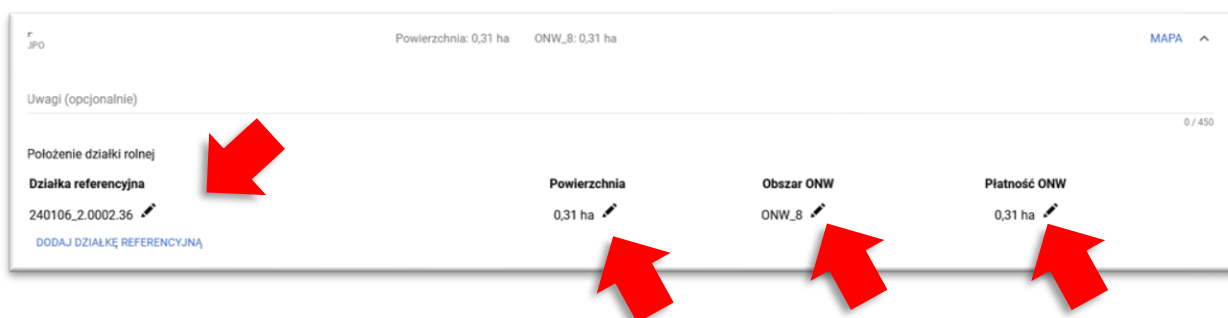 JPO Powierzchnia: 0,31 ha ONW_8: 0,31 ha MAPA
Uwagi (opcjonalnie)
0 / 450
Położenie działki rolnej
Działka referencyjna Powierzchnia Obszar ONW Płatność ONW
240106_2.0002.36 0,31 ha ONW_8 0,31 ha
DODAJ DZIAŁKĘ REFERENCYJNĄ